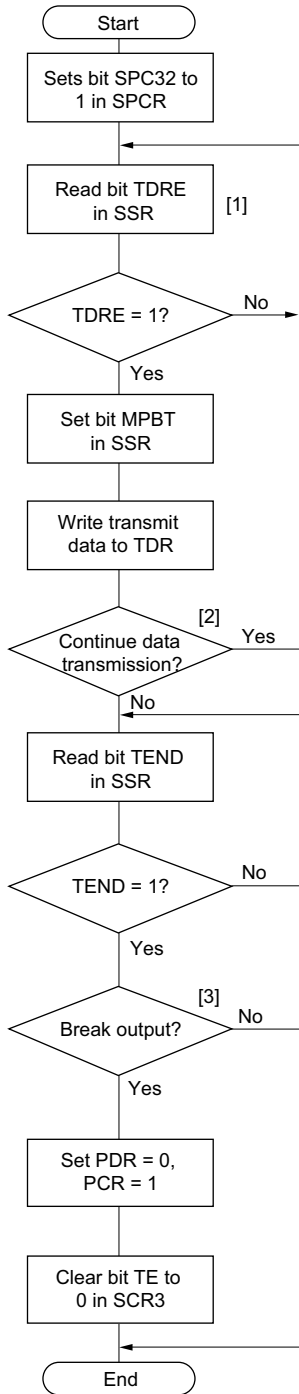 Start
Sets bit SPC32 to
1 in SPCR
Read bit TDRE
in SSR
[1]
TDRE = 1?
No
Yes
Set bit MPBT
in SSR
Write transmit
data to TDR
[2]
Continue data
transmission?
Yes
No
Read bit TEND
in SSR
TEND = 1?
No
Yes
[3]
Break output?
No
Yes
Set PDR = 0,
PCR = 1
Clear bit TE to
0 in SCR3
End